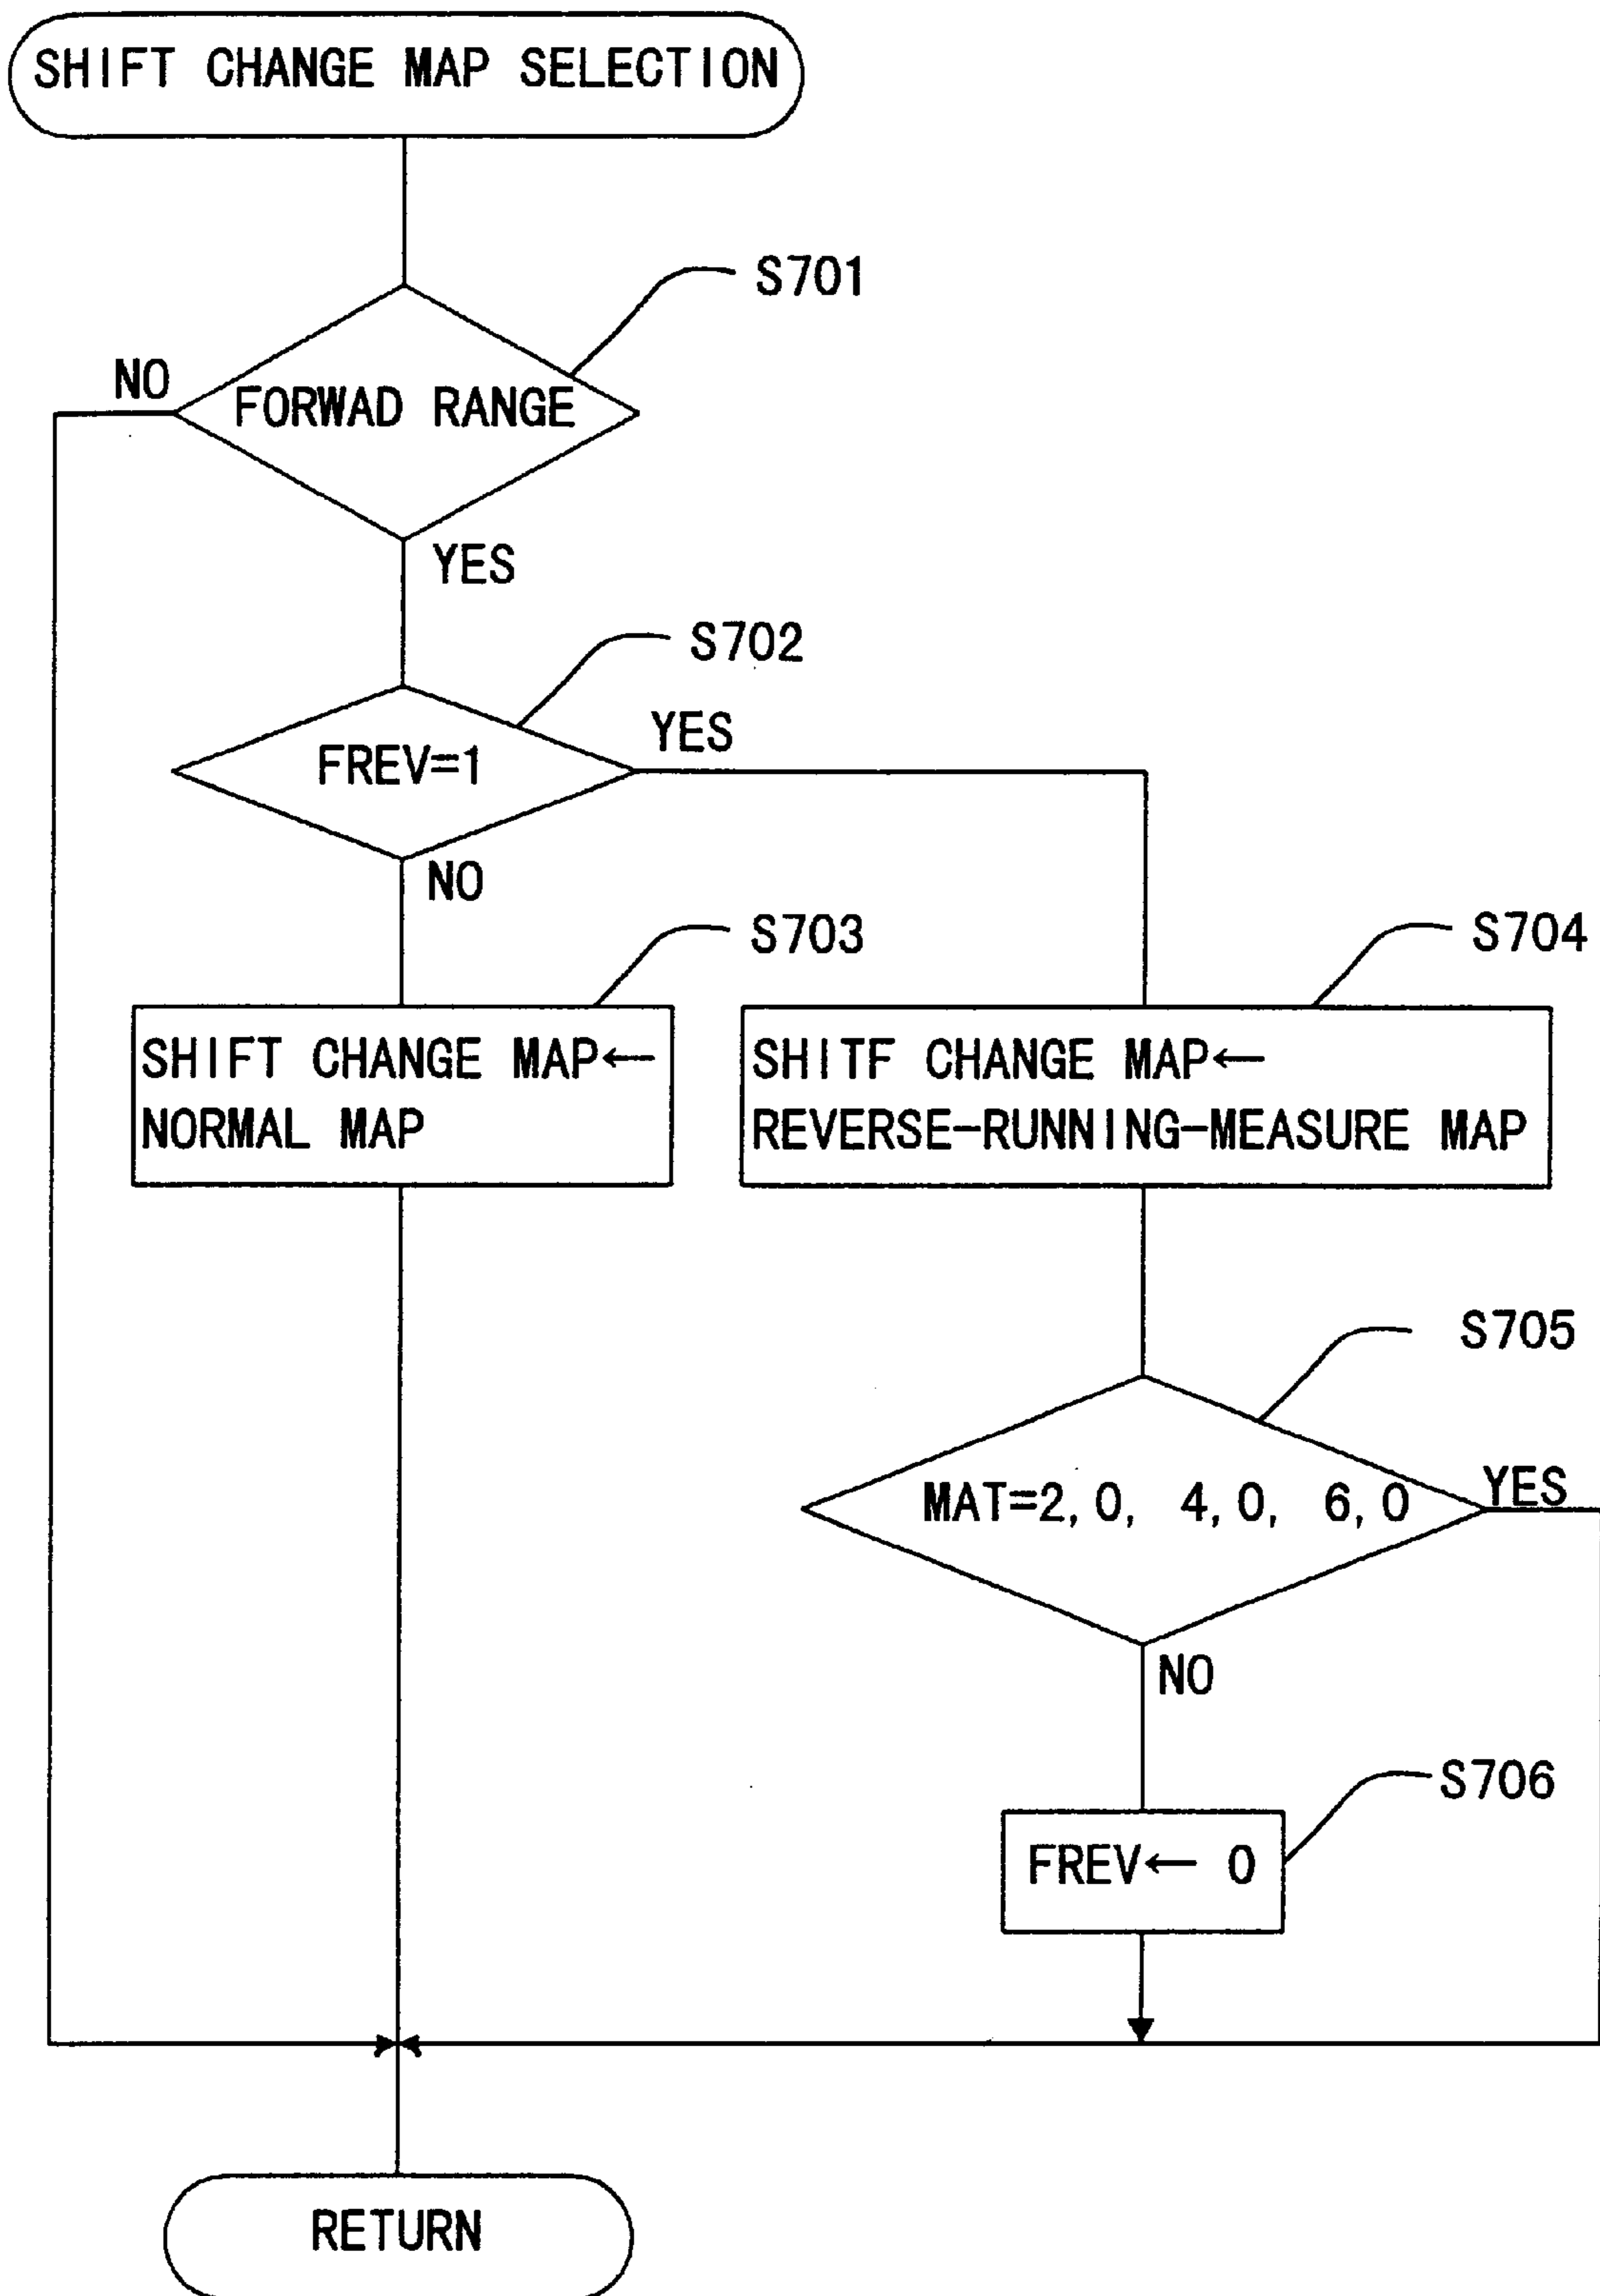 SHIFT CHANGE MAP SELECTION
S701
NO
FORWAD RANGE
YES
S702
YES
FREV=1
NO
S703
S704
SHIFT CHANGE MAP←
NORMAL MAP
SHITF CHANGE MAP←
REVERSE-RUNNING-MEASURE MAP
S705
YES
MAT=2,0, 4,0, 6,0
NO
S706
FREV← 0
RETURN